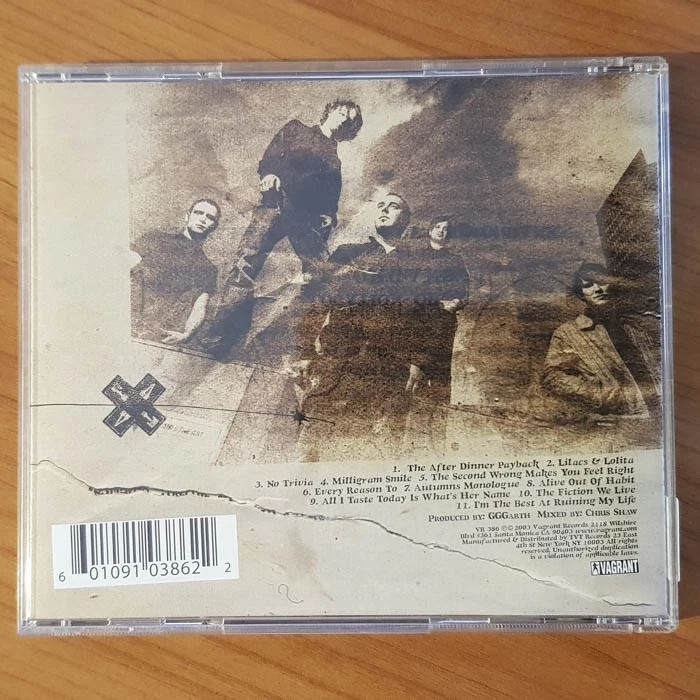 1. The After Dinner Payback 2. Lilacs & Lolita
3. No Trivia 4. Milligram Smile 5. The Second Wrong Makes You Feel Right
6. Every Reason To 7. Autumns Monologue 8. Alive Out Of Habit
9. All I Taste Today Is What's Her Name 10. The Fiction We Live
11. I'm The Best At Ruining My Life
Produced by: GGGarth Mixed by: Chris Shaw
VR 386 © ℗ 2003 Vagrant Records 2118 Wilshire
Blvd #361 Santa Monica CA 90403 www.vagrant.com
Manufactured & Distributed by TVT Records 23 East
4th St New York NY 10003 All rights
reserved. Unauthorized duplication
is a violation of applicable laws.
VAGRANT
6 01091 03862 2